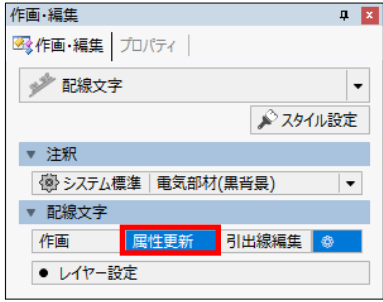 作画・編集
作画・編集 プロパティ
配線文字
スタイル設定
注釈
システム標準 電気部材(黒背景)
配線文字
作画 属性更新 引出線編集
レイヤー設定